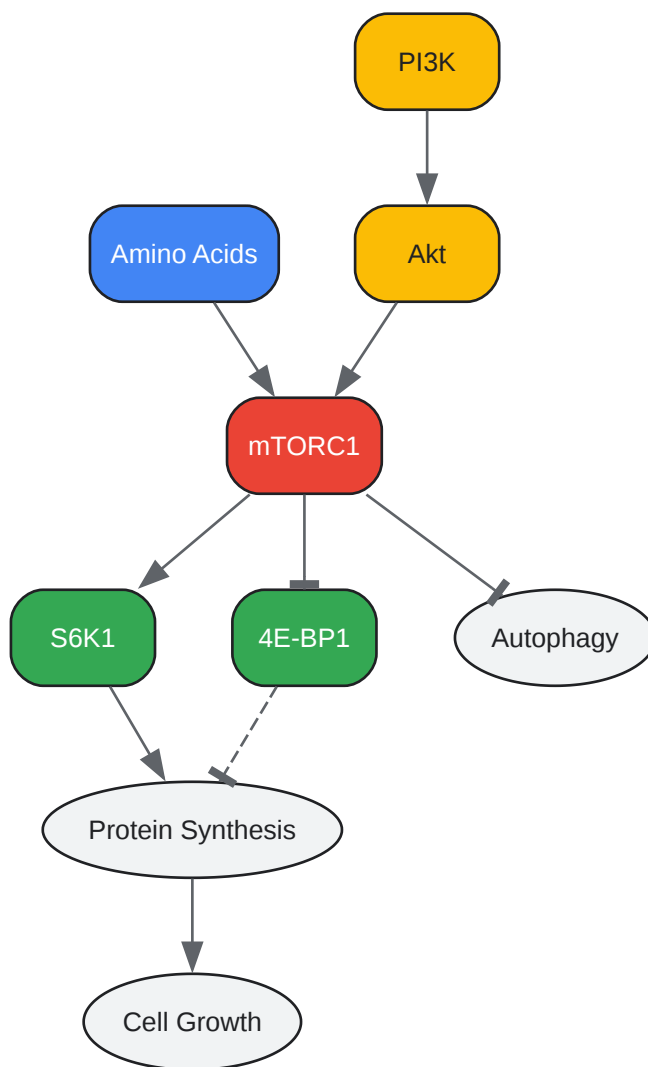 PI3K
Amino Acids
Akt
mTORC1
S6K1
4E-BP1
Autophagy
Protein Synthesis
Cell Growth